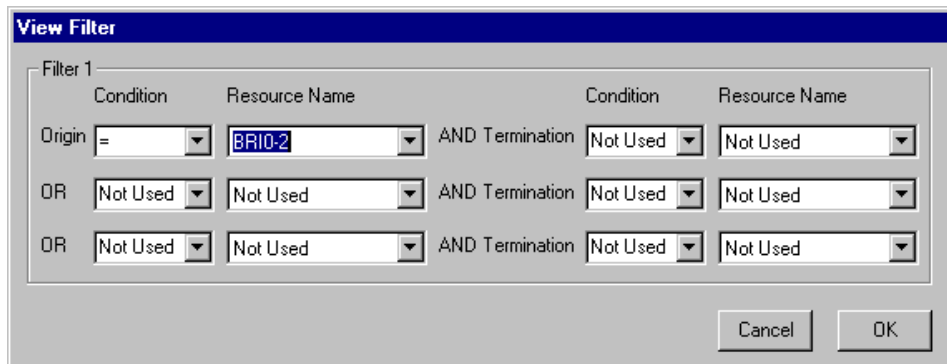 View Filter
Filter 1
Condition Resource Name Condition Resource Name
Origin = BRI0-2 AND Termination Not Used Not Used
OR Not Used Not Used AND Termination Not Used Not Used
OR Not Used Not Used AND Termination Not Used Not Used
Cancel OK